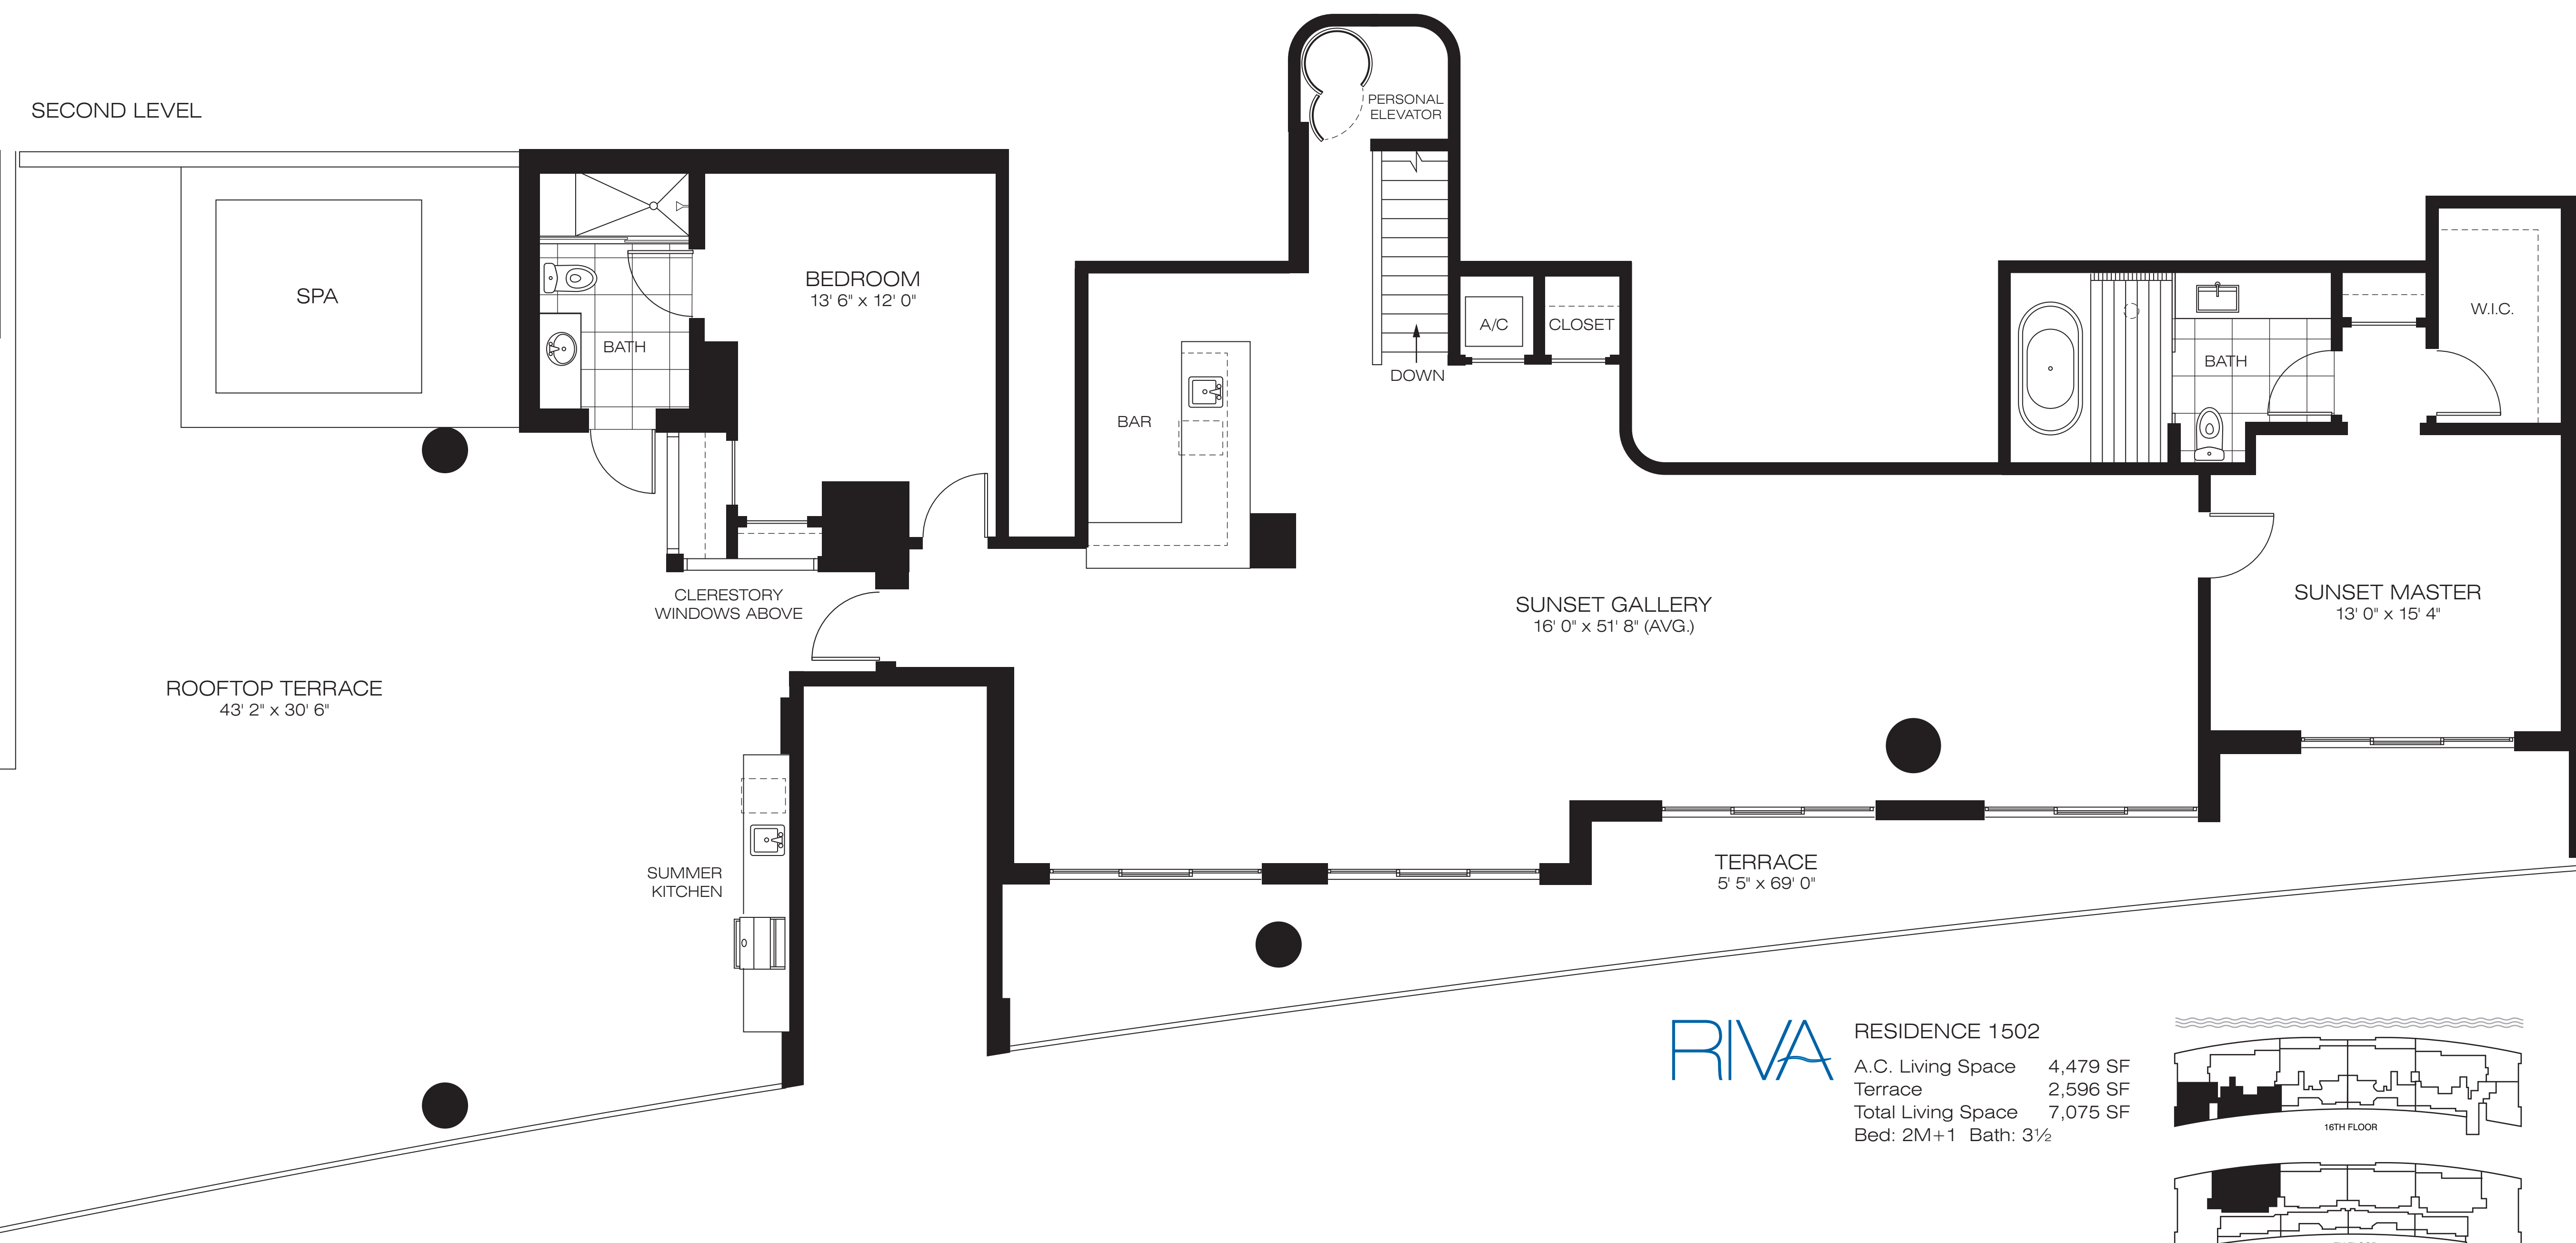 SECOND LEVEL
PERSONAL
ELEVATOR
SPA
BEDROOM
13' 6" x 12' 0"
BATH
A/C
CLOSET
DOWN
BAR
W.I.C.
BATH
CLERESTORY
WINDOWS ABOVE
SUNSET GALLERY
16' 0" x 51' 8" (AVG.)
SUNSET MASTER
13' 0" x 15' 4"
ROOFTOP TERRACE
43' 2" x 30' 6"
SUMMER
KITCHEN
TERRACE
5' 5" x 69' 0"
RIVA
RESIDENCE 1502
A.C. Living Space 4,479 SF
Terrace 2,596 SF
Total Living Space 7,075 SF
Bed: 2M+1 Bath: 3½
16TH FLOOR